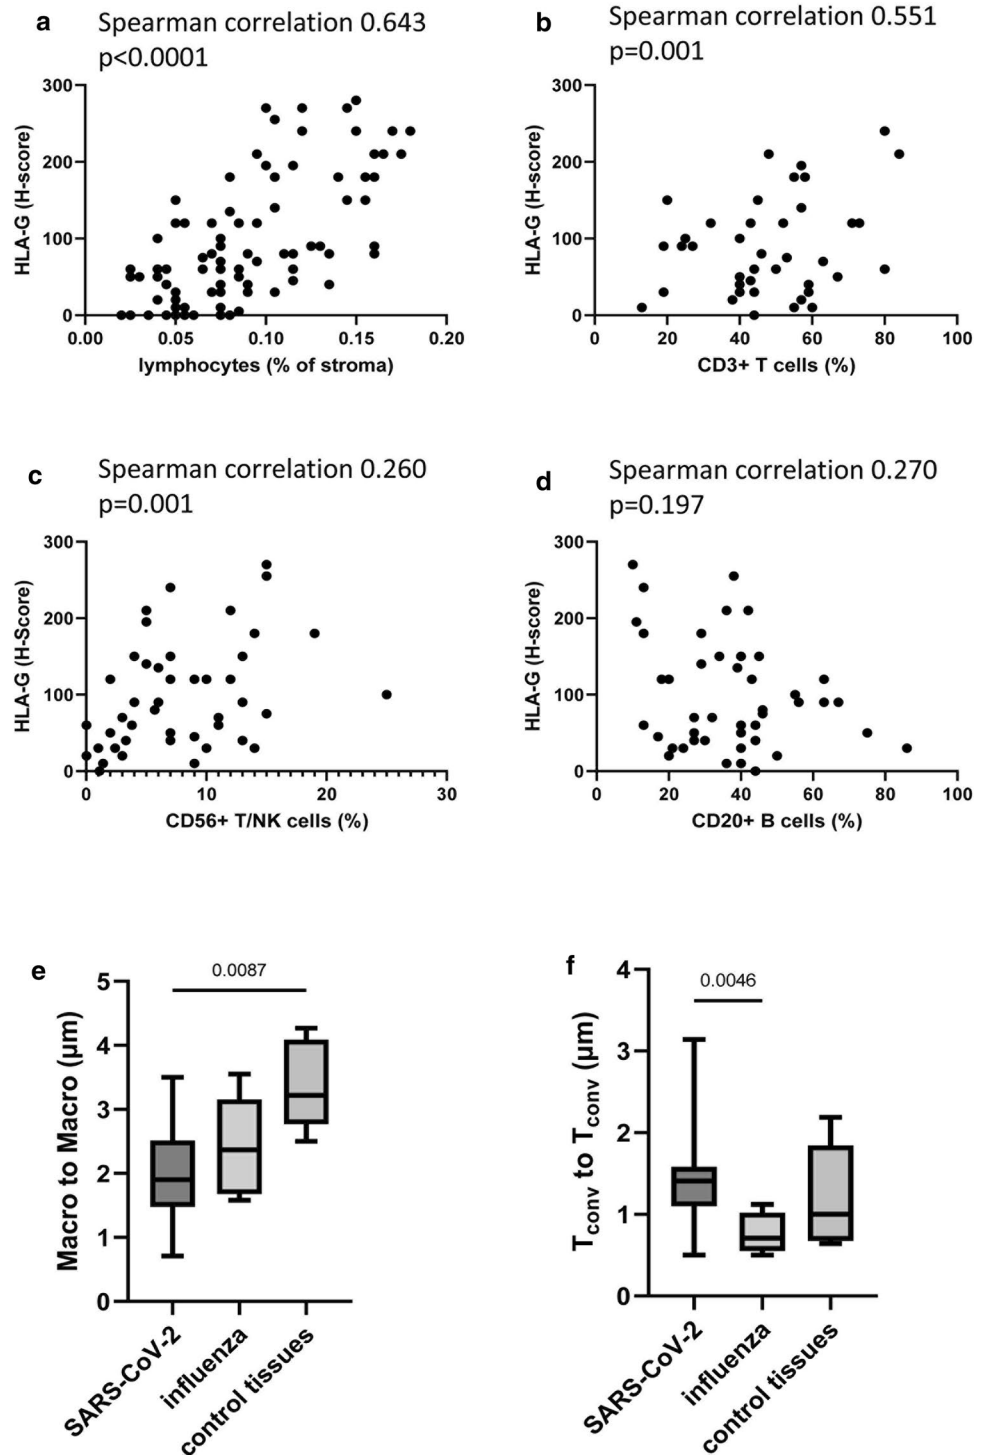 a
Spearman correlation 0.643
p<0.0001
HLA-G (H-score)
300
200
100
0
0.00 0.05 0.10 0.15 0.20
lymphocytes (% of stroma)
b
Spearman correlation 0.551
p=0.001
HLA-G (H-score)
300
200
100
0
0 20 40 60 80 100
CD3+ T cells (%)
c
Spearman correlation 0.260
p=0.001
HLA-G (H-Score)
300
200
100
0
0 10 20 30
CD56+ T/NK cells (%)
d
Spearman correlation 0.270
p=0.197
HLA-G (H-score)
300
200
100
0
0 20 40 60 80 100
CD20+ B cells (%)
e
0.0087
Macro to Macro (µm)
5
4
3
2
1
0
SARS-CoV-2
influenza
control tissues
f
0.0046
Tconv to Tconv (µm)
4
3
2
1
0
SARS-CoV-2
influenza
control tissues